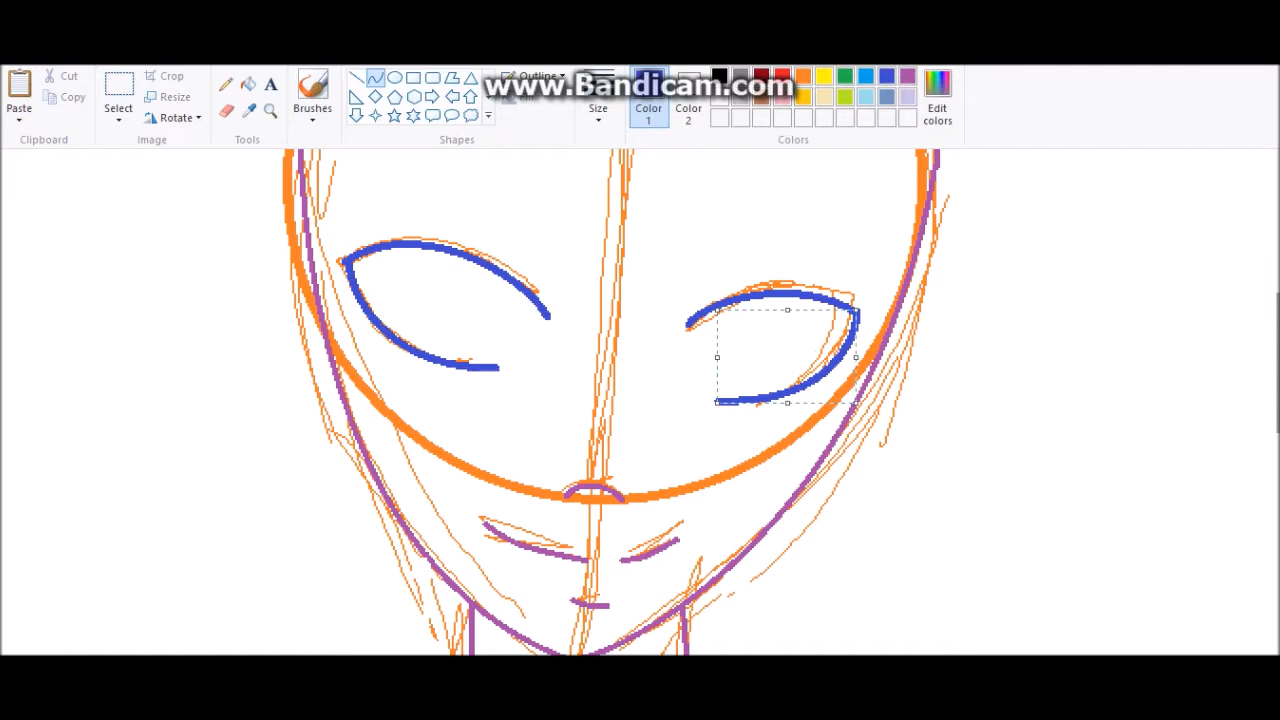 www.Bandicam.com
Cut
Copy
Paste
Clipboard
Select
Crop
Resize
Rotate
Image
A
Tools
Brushes
Shapes
Outline
Size
Color
1
Color
2
Edit
colors
Colors